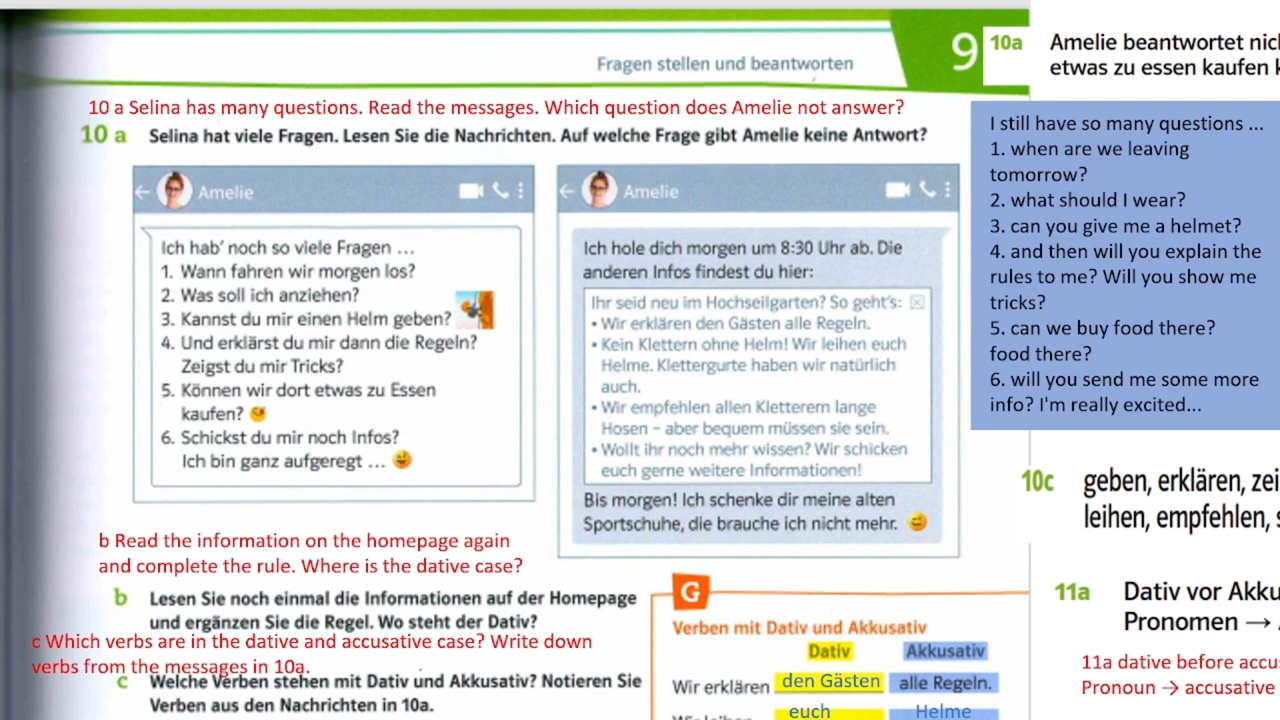 Fragen stellen und beantworten
9
10 a Selina has many questions. Read the messages. Which question does Amelie not answer?
10 a Selina hat viele Fragen. Lesen Sie die Nachrichten. Auf welche Frage gibt Amelie keine Antwort?
Amelie
Ich hab' noch so viele Fragen ...
1. Wann fahren wir morgen los?
2. Was soll ich anziehen?
3. Kannst du mir einen Helm geben?
4. Und erklärst du mir dann die Regeln?
Zeigst du mir Tricks?
5. Können wir dort etwas zu Essen
kaufen?
6. Schickst du mir noch Infos?
Ich bin ganz aufgeregt ...
Amelie
Ich hole dich morgen um 8:30 Uhr ab. Die
anderen Infos findest du hier:
Ihr seid neu im Hochseilgarten? So geht's:
• Wir erklären den Gästen alle Regeln.
• Kein Klettern ohne Helm! Wir leihen euch
Helme. Klettergurte haben wir natürlich
auch.
• Wir empfehlen allen Kletterern lange
Hosen – aber bequem müssen sie sein.
• Wollt ihr noch mehr wissen? Wir schicken
euch gerne weitere Informationen!
Bis morgen! Ich schenke dir meine alten
Sportschuhe, die brauche ich nicht mehr.
b Read the information on the homepage again
and complete the rule. Where is the dative case?
b Lesen Sie noch einmal die Informationen auf der Homepage
und ergänzen Sie die Regel. Wo steht der Dativ?
c Which verbs are in the dative and accusative case? Write down
verbs from the messages in 10a.
c Welche Verben stehen mit Dativ und Akkusativ? Notieren Sie
Verben aus den Nachrichten in 10a.
G
Verben mit Dativ und Akkusativ
Dativ Akkusativ
Wir erklären den Gästen alle Regeln.
euch Helme
10a Amelie beantwortet
etwas zu essen kaufen
I still have so many questions ...
1. when are we leaving
tomorrow?
2. what should I wear?
3. can you give me a helmet?
4. and then will you explain the
rules to me? Will you show me
tricks?
5. can we buy food there?
food there?
6. will you send me some more
info? I'm really excited...
10c geben, erklären,
leihen, empfehlen,
11a Dativ vor
Pronomen →
11a dative before
Pronoun → accusative